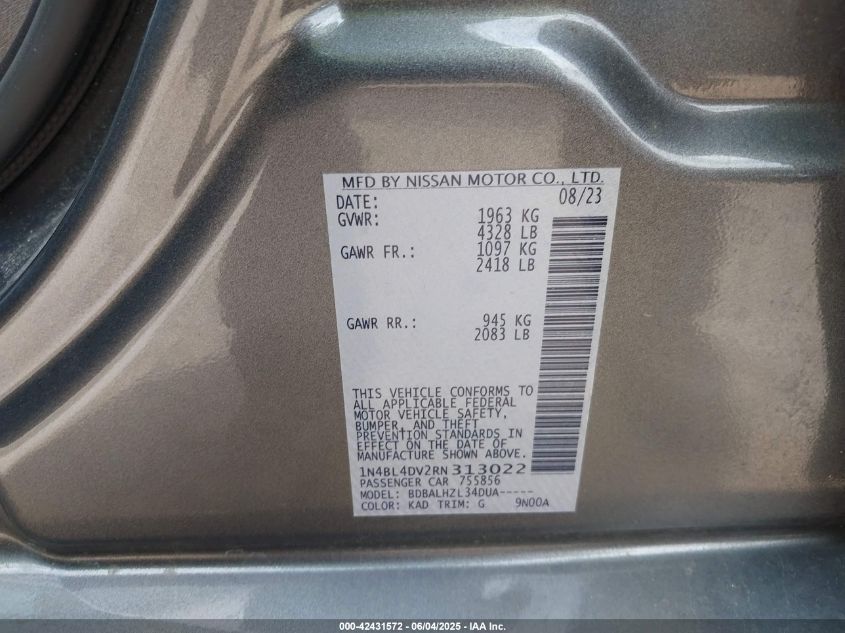 MFD BY NISSAN MOTOR CO., LTD.
DATE: 08/23
GVWR: 1963 KG
4328 LB
GAWR FR.: 1097 KG
2418 LB
GAWR RR.: 945 KG
2083 LB
THIS VEHICLE CONFORMS TO
ALL APPLICABLE FEDERAL
MOTOR VEHICLE SAFETY,
BUMPER, AND THEFT
PREVENTION STANDARDS IN
EFFECT ON THE DATE OF
MANUFACTURE SHOWN ABOVE.
1N4BL4DV2RN 313022
PASSENGER CAR 755856
MODEL: BDBALHZL34DUA-----
COLOR: KAD TRIM: G 9N00A
000-42431572 - 06/04/2025 - IAA Inc.